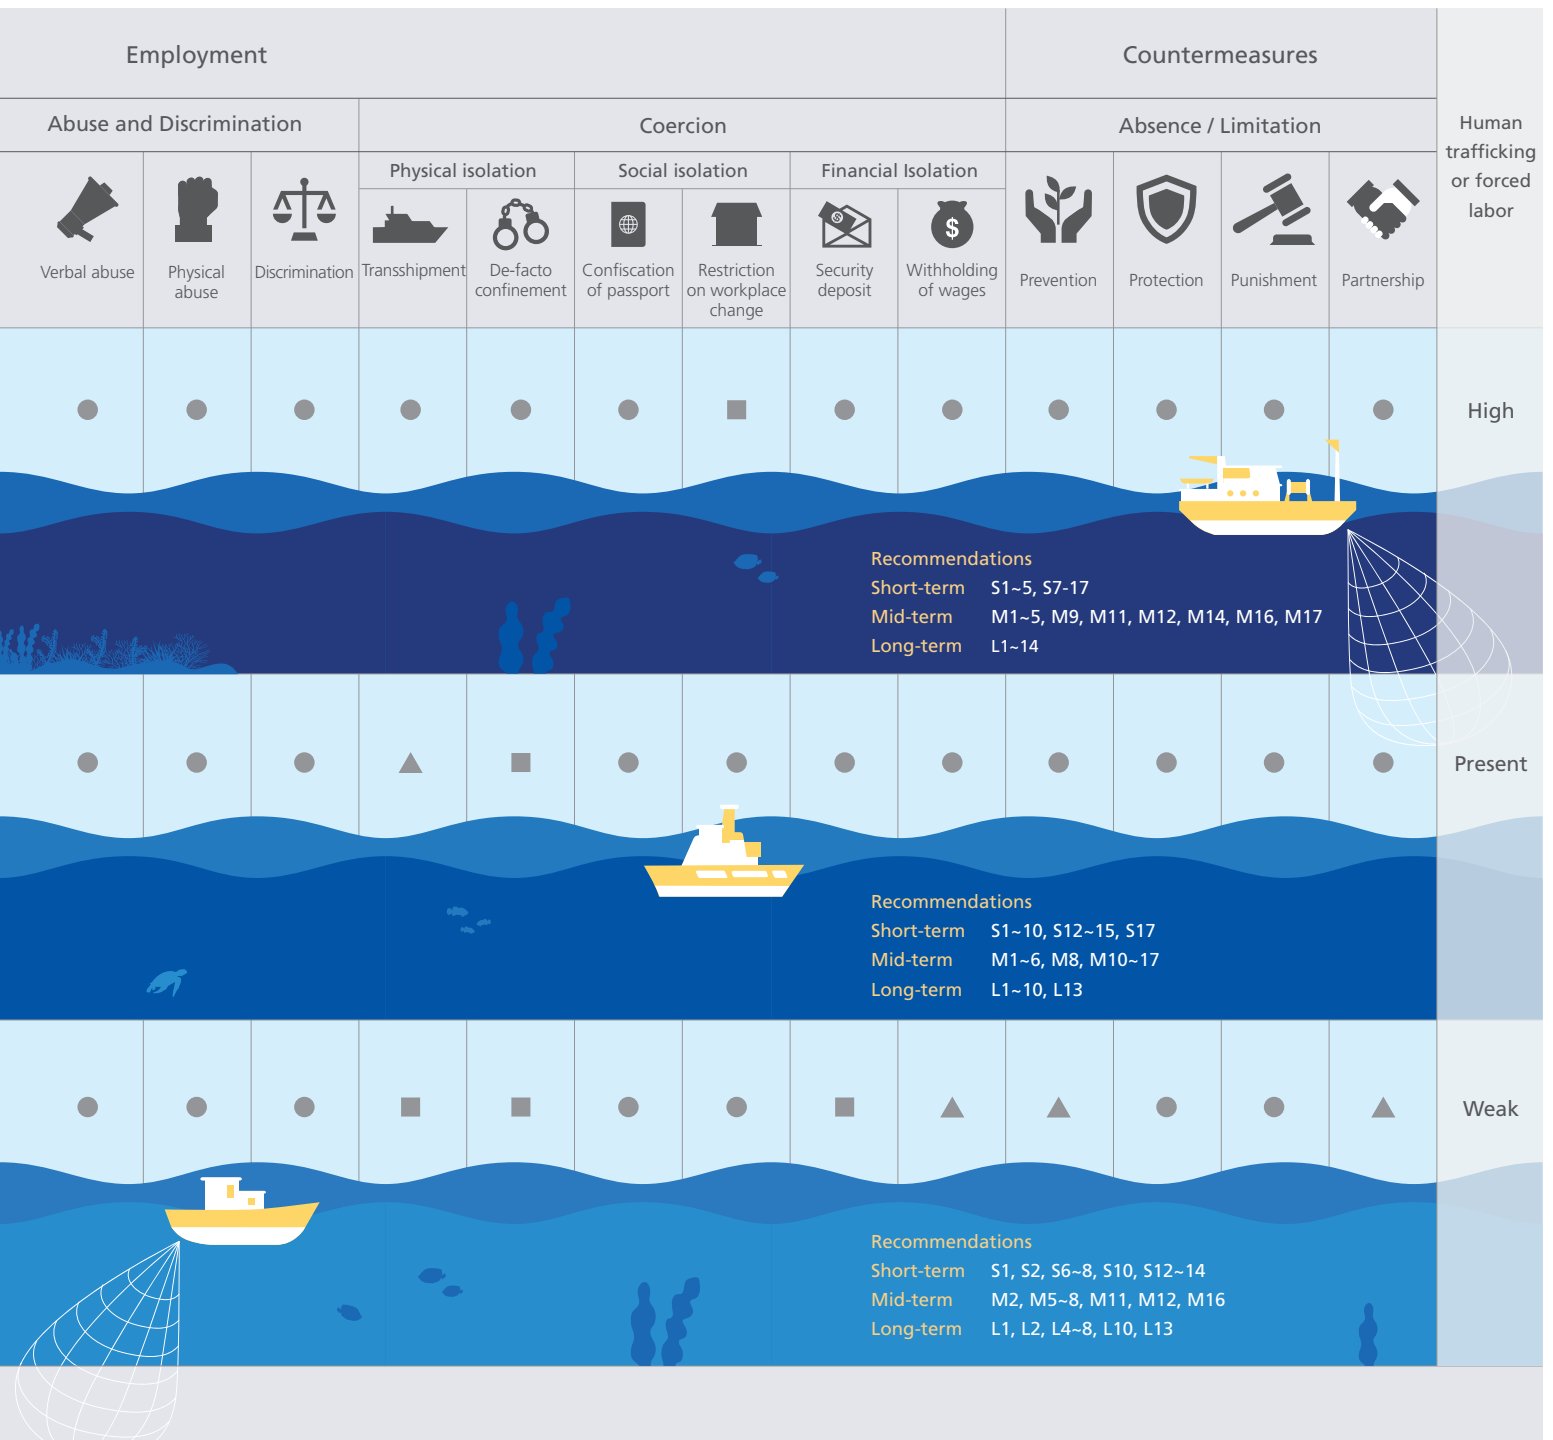 Employment
Countermeasures
Human
trafficking
or forced
labor
Abuse and Discrimination
Coercion
Absence / Limitation
Physical isolation
Social isolation
Financial Isolation
Verbal abuse
Physical
abuse
Discrimination
Transshipment
De-facto
confinement
Confiscation
of passport
Restriction
on workplace
change
Security
deposit
$
Withholding
of wages
Prevention
Protection
Punishment
Partnership
High
Recommendations
Short-term S1~5, S7-17
Mid-term M1~5, M9, M11, M12, M14, M16, M17
Long-term L1~14
Present
Recommendations
Short-term S1~10, S12~15, S17
Mid-term M1~6, M8, M10~17
Long-term L1~10, L13
Weak
Recommendations
Short-term S1, S2, S6~8, S10, S12~14
Mid-term M2, M5~8, M11, M12, M16
Long-term L1, L2, L4~8, L10, L13